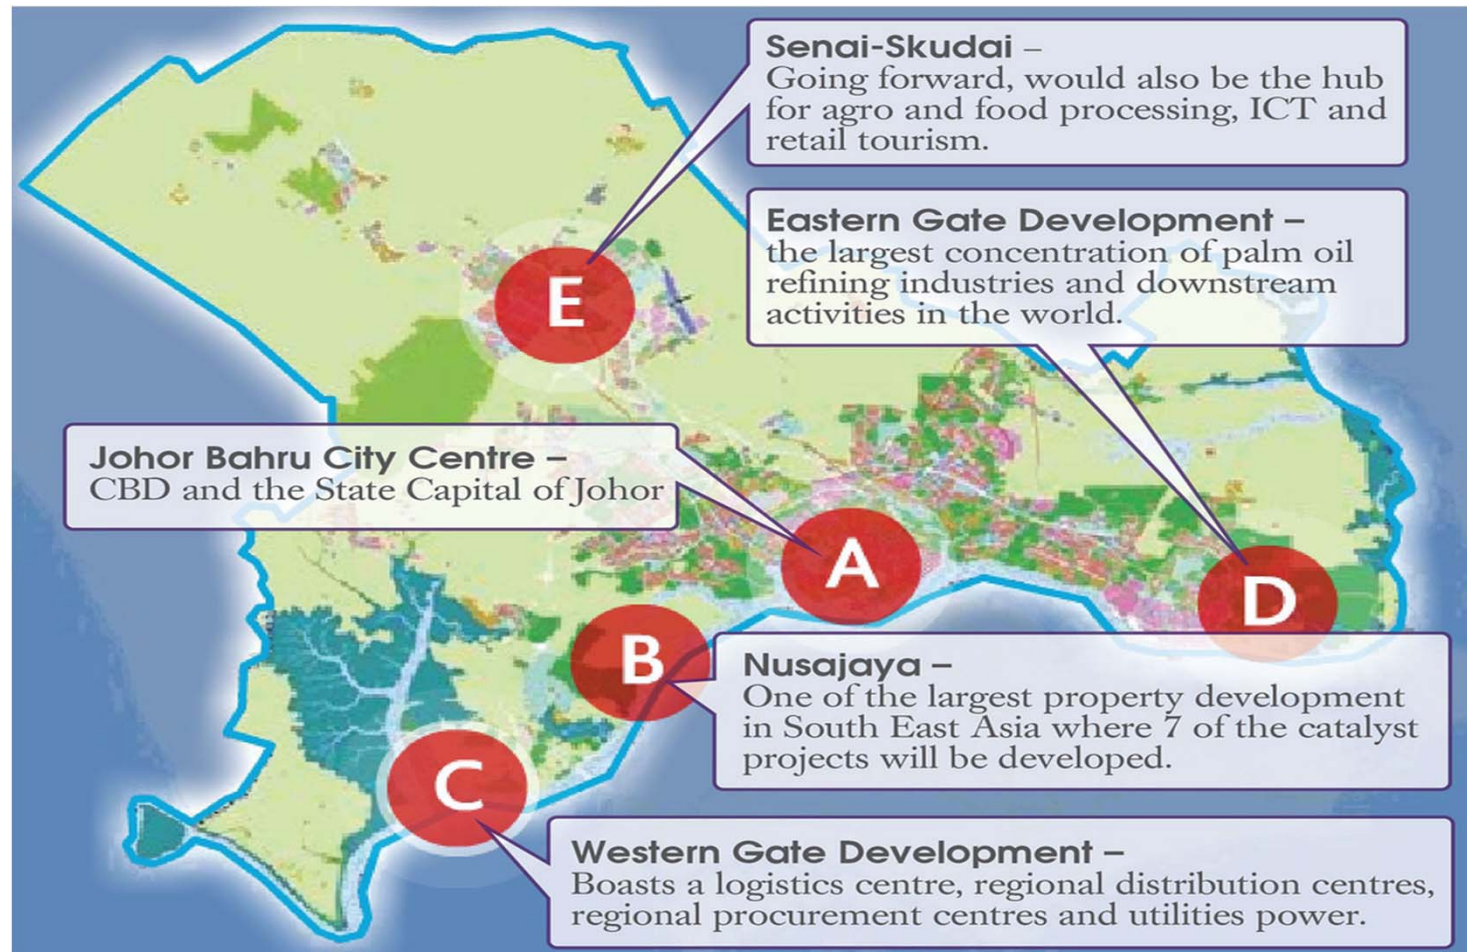 Senai-Skudai –
Going forward, would also be the hub
for agro and food processing, ICT and
retail tourism.
Eastern Gate Development –
the largest concentration of palm oil
refining industries and downstream
activities in the world.
E
Johor Bahru City Centre –
CBD and the State Capital of Johor
A
D
B
Nusajaya –
One of the largest property development
in South East Asia where 7 of the catalyst
projects will be developed.
C
Western Gate Development –
Boasts a logistics centre, regional distribution centres,
regional procurement centres and utilities power.